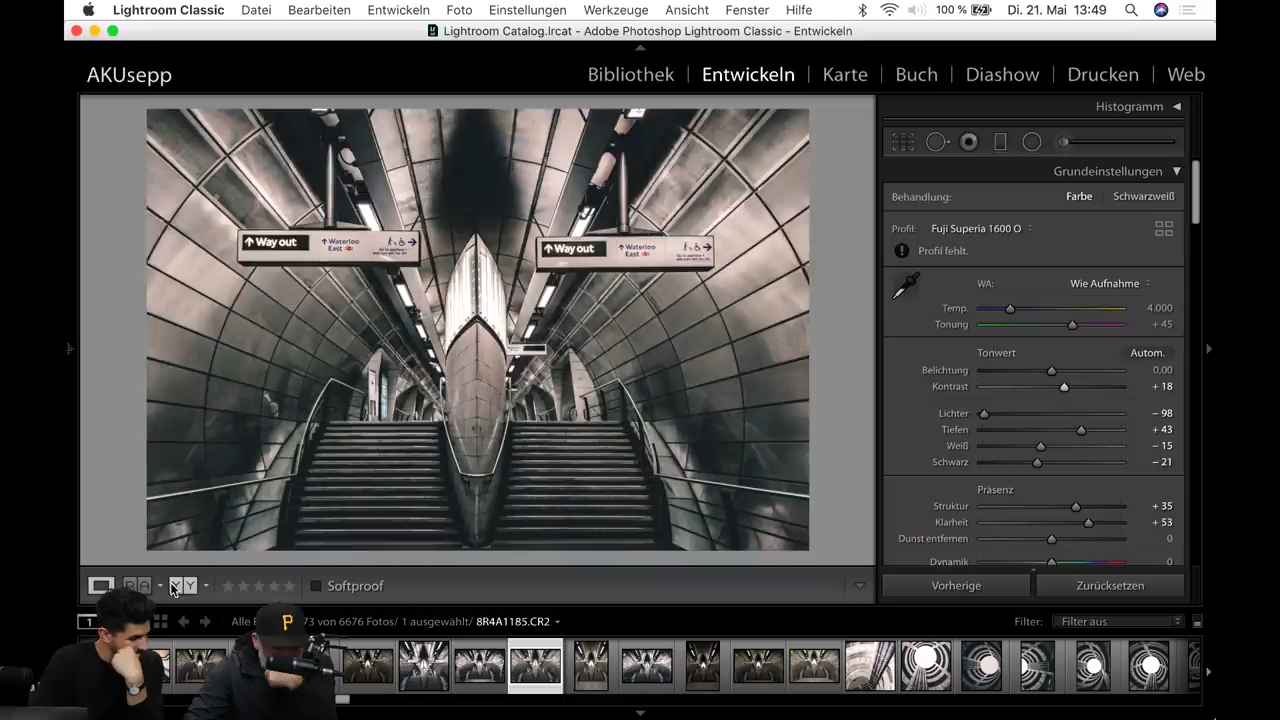 Lightroom Classic Datei Bearbeiten Entwickeln Foto Einstellungen Werkzeuge Ansicht Fenster Hilfe 100 % Di. 21. Mai 13:49
Lightroom Catalog.lrcat - Adobe Photoshop Lightroom Classic - Entwickeln
AKUsepp Bibliothek Entwickeln Karte Buch Diashow Drucken Web
Histogramm
Grundeinstellungen
Behandlung: Farbe Schwarzweiß
Profil: Fuji Superia 1600 O
Profil fehlt.
WA: Wie Aufnahme
Temp. 4.000
Tonung + 45
Tonwert Autom.
Belichtung 0,00
Kontrast + 18
Lichter − 98
Tiefen + 43
Weiß − 15
Schwarz − 21
Präsenz
Struktur + 35
Klarheit + 53
Dunst entfernen 0
Dynamik 0
Way out Waterloo East
Way out Waterloo East
R A Y Y Softproof
Vorherige Zurücksetzen
1 Alle 73 von 6676 Fotos/ 1 ausgewählt/ 8R4A1185.CR2 Filter: Filter aus
P